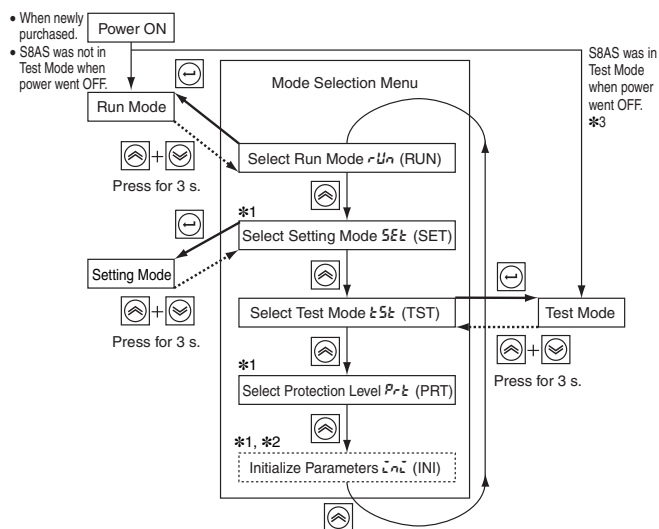 • When newly
purchased.
• S8AS was not in
Test Mode when
power went OFF.
Power ON
S8AS was in
Test Mode
when power
went OFF.
*3
Mode Selection Menu
Run Mode
Select Run Mode rUn (RUN)
+
Press for 3 s.
*1
Select Setting Mode SEt (SET)
Setting Mode
+
Press for 3 s.
Select Test Mode tSt (TST)
Test Mode
+
Press for 3 s.
*1
Select Protection Level Prt (PRT)
*1, *2
Initialize Parameters ini (INI)